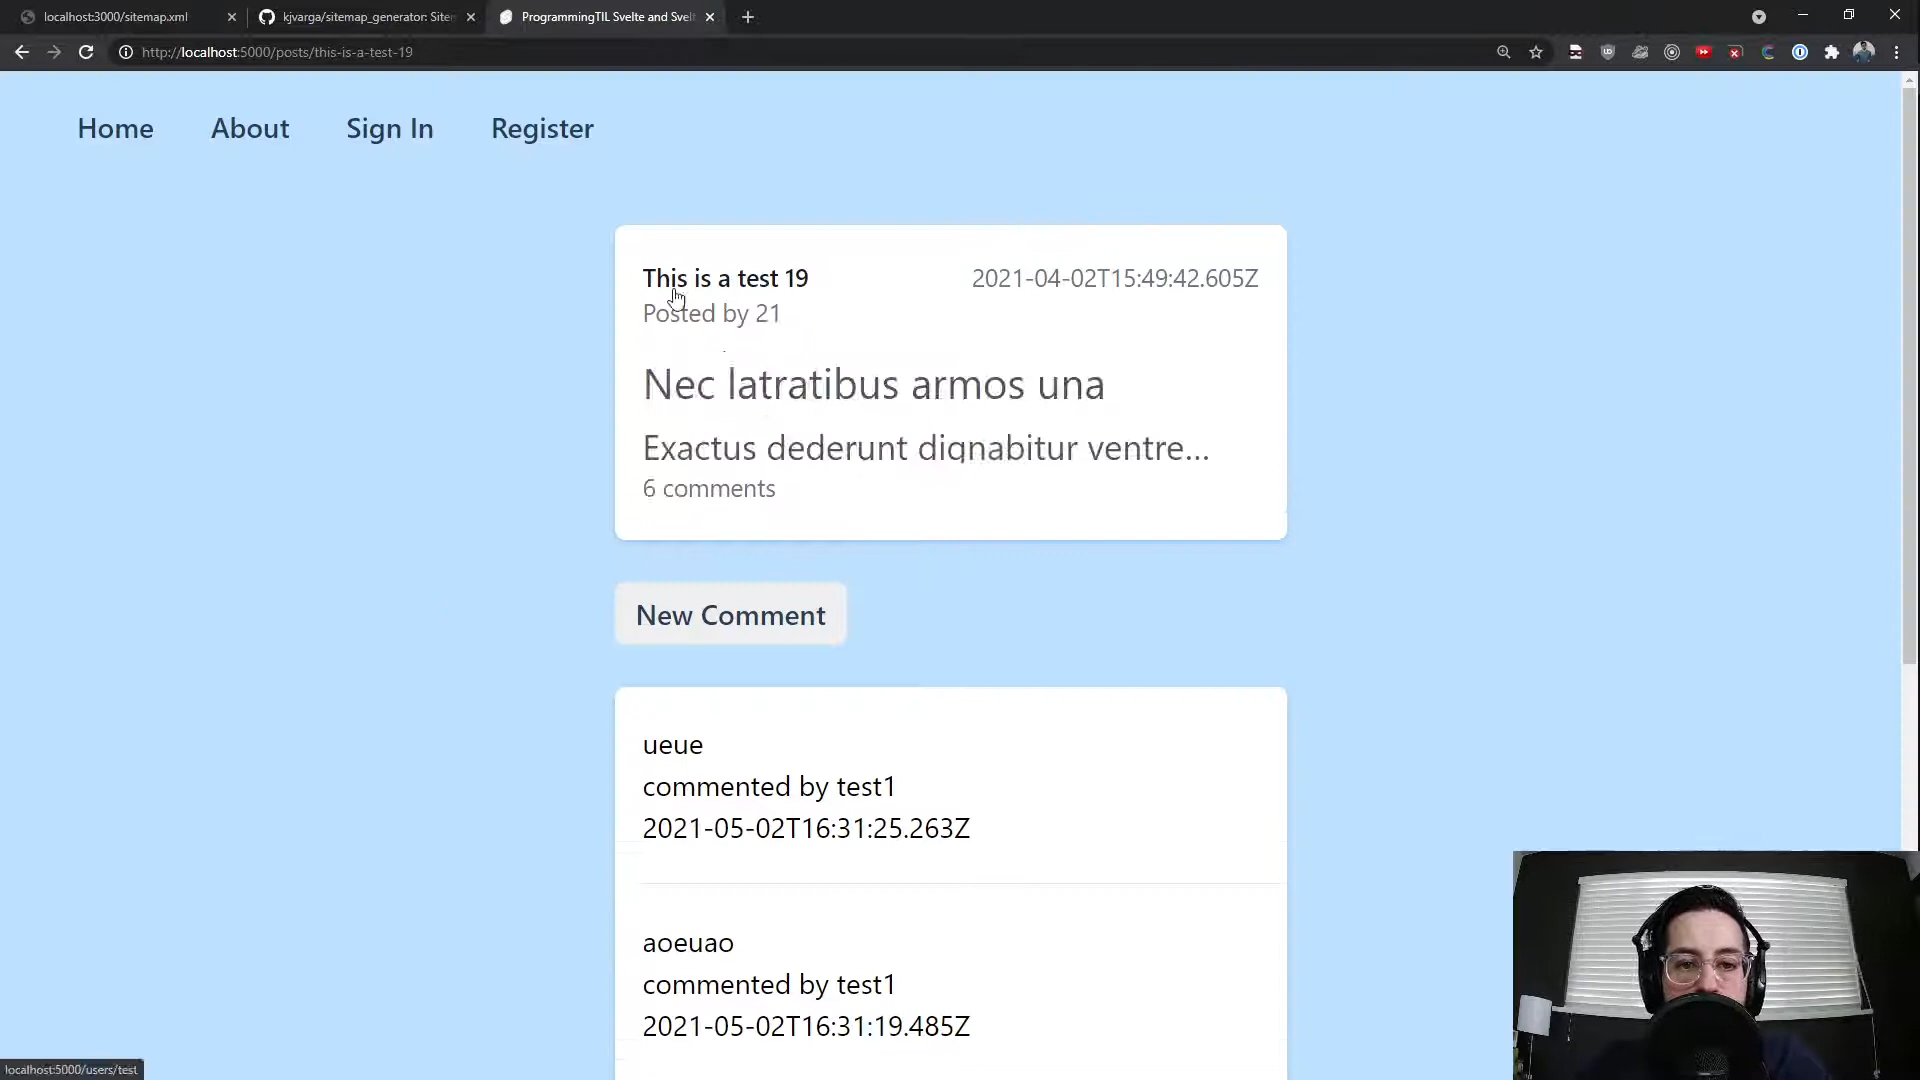 localhost:3000/sitemap.xml
kjvarga/sitemap_generator: Sitem
ProgrammingTIL Svelte and Svelt
http://localhost:5000/posts/this-is-a-test-19
Home About Sign In Register
This is a test 19 2021-04-02T15:49:42.605Z
Posted by 21
Nec latratibus armos una
Exactus dederunt dignabitur ventre...
6 comments
New Comment
ueue
commented by test1
2021-05-02T16:31:25.263Z
aoeuao
commented by test1
2021-05-02T16:31:19.485Z
localhost:5000/users/test